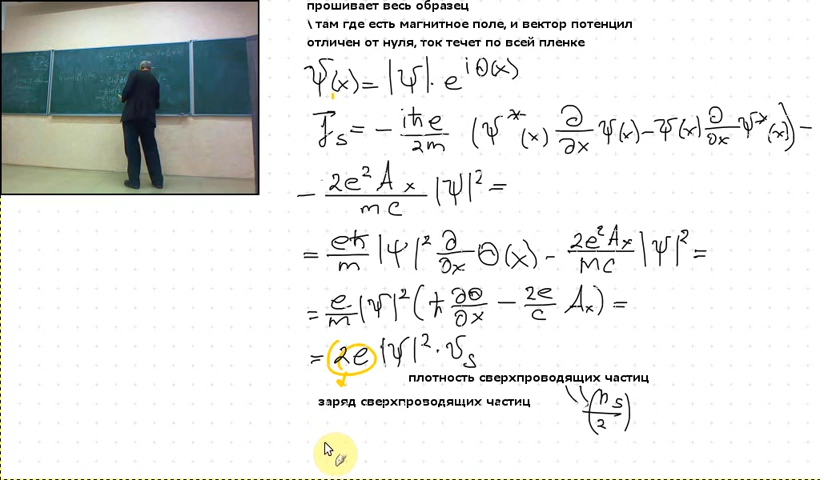 прошивает весь образец
\ там где есть магнитное поле, и вектор потенцил
отличен от нуля, ток течет по всей пленке
ψ(x) = |ψ| · e^{iΘ(x)}
j⃗_s = - iħe/2m (ψ*(x) ∂/∂x ψ(x) - ψ(x) ∂/∂x ψ*(x)) -
- 2e²A_x/mc |ψ|² =
= eħ/m |ψ|² ∂/∂x Θ(x) - 2e²A_x/mc |ψ|² =
= e/m |ψ|² (ħ ∂Θ/∂x - 2e/c A_x) =
= 2e |ψ|² · v_s
плотность сверхпроводящих частиц
заряд сверхпроводящих частиц
\\ (n_s/2)